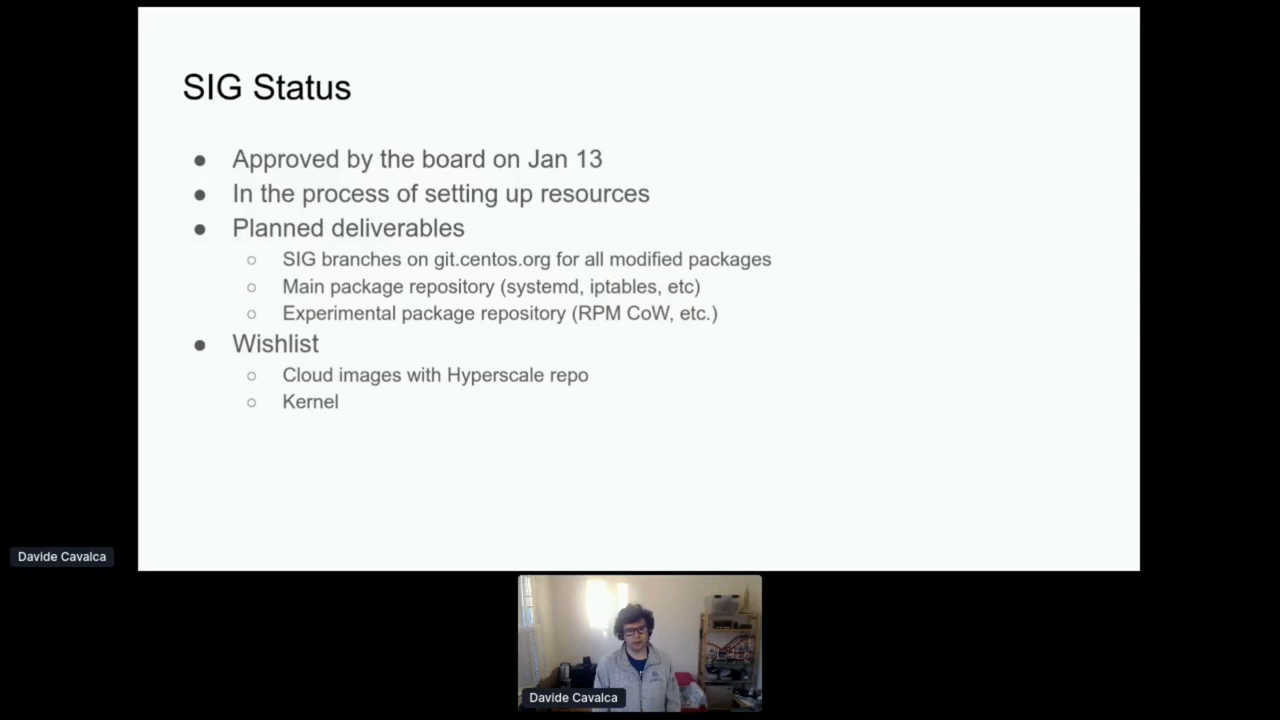 SIG Status
● Approved by the board on Jan 13
● In the process of setting up resources
● Planned deliverables
○ SIG branches on git.centos.org for all modified packages
○ Main package repository (systemd, iptables, etc)
○ Experimental package repository (RPM CoW, etc.)
● Wishlist
○ Cloud images with Hyperscale repo
○ Kernel
Davide Cavalca
Davide Cavalca